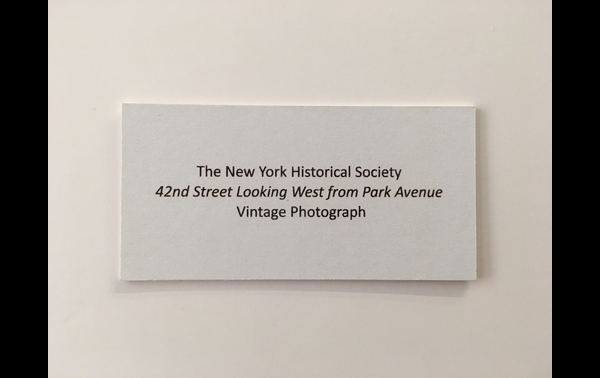 The New York Historical Society
42nd Street Looking West from Park Avenue
Vintage Photograph